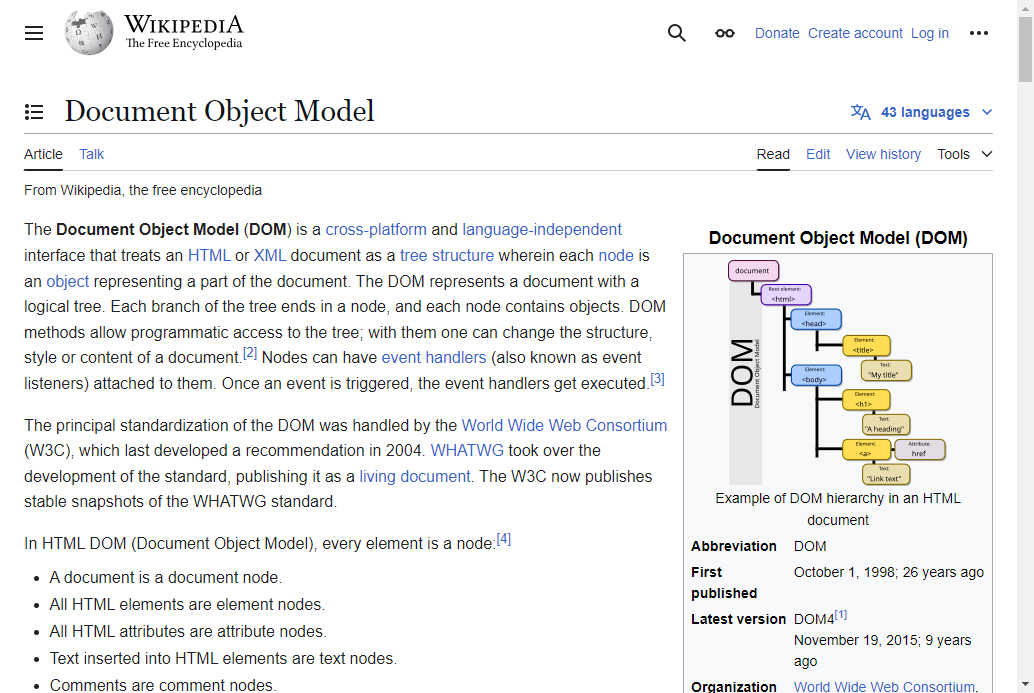 WIKIPEDIA
The Free Encyclopedia
Donate Create account Log in
Document Object Model
43 languages
Article Talk
Read Edit View history Tools
From Wikipedia, the free encyclopedia
The Document Object Model (DOM) is a cross-platform and language-independent
interface that treats an HTML or XML document as a tree structure wherein each node is
an object representing a part of the document. The DOM represents a document with a
logical tree. Each branch of the tree ends in a node, and each node contains objects. DOM
methods allow programmatic access to the tree; with them one can change the structure,
style or content of a document.[2] Nodes can have event handlers (also known as event
listeners) attached to them. Once an event is triggered, the event handlers get executed.[3]
The principal standardization of the DOM was handled by the World Wide Web Consortium
(W3C), which last developed a recommendation in 2004. WHATWG took over the
development of the standard, publishing it as a living document. The W3C now publishes
stable snapshots of the WHATWG standard.
In HTML DOM (Document Object Model), every element is a node:[4]
• A document is a document node.
• All HTML elements are element nodes.
• All HTML attributes are attribute nodes.
• Text inserted into HTML elements are text nodes.
• Comments are comment nodes.
Document Object Model (DOM)
DOM
Document Object Model
document
Root element:
<html>
Element:
<head>
Element:
<title>
Text:
"My title"
Element:
<body>
Element:
<h1>
Text:
"A heading"
Element:
<a>
Attribute:
href
Text:
"Link text"
Example of DOM hierarchy in an HTML
document
Abbreviation DOM
First October 1, 1998; 26 years ago
published
Latest version DOM4[1]
November 19, 2015; 9 years
ago
Organization World Wide Web Consortium,